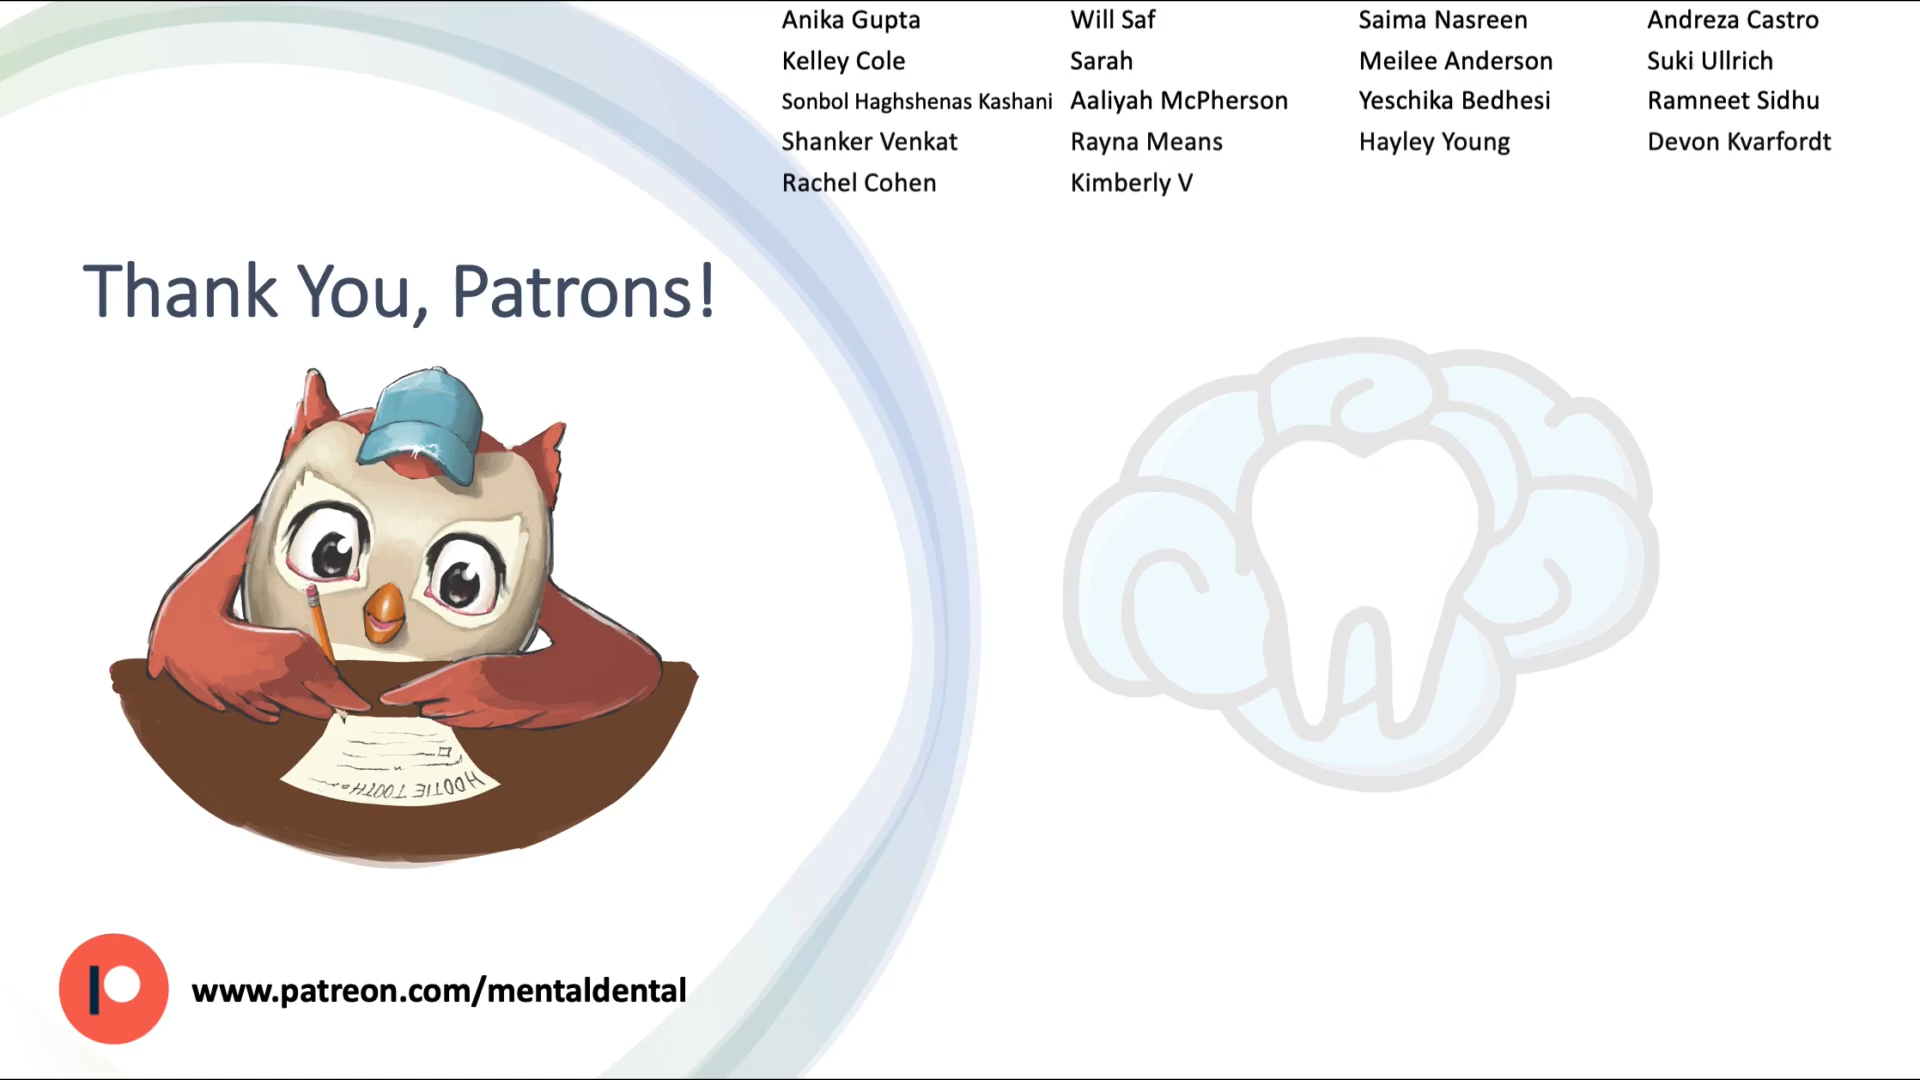 Anika Gupta Will Saf Saima Nasreen Andreza Castro
Kelley Cole Sarah Meilee Anderson Suki Ullrich
Sonbol Haghshenas Kashani Aaliyah McPherson Yeschika Bedhesi Ramneet Sidhu
Shanker Venkat Rayna Means Hayley Young Devon Kvarfordt
Rachel Cohen Kimberly V
Thank You, Patrons!
HOOTIE TOOTH
www.patreon.com/mentaldental